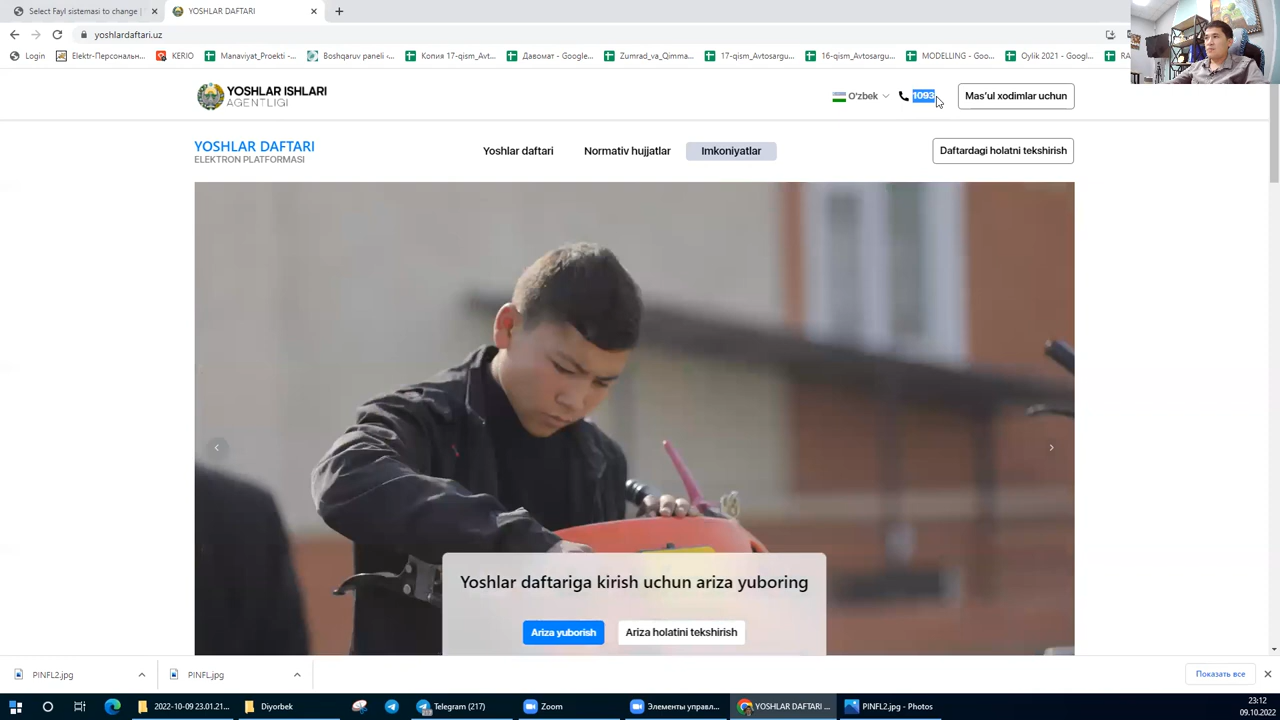 Select Fayl sistemasi to change |
YOSHLAR DAFTARI
yoshlardaftari.uz
Login
Elektr-Персональн...
KERIO
Manaviyat_Proekti -...
Boshqaruv paneli ‹...
Копия 17-qism_Avt...
Давомат - Google...
Zumrad_va_Qimma...
17-qism_Avtosargu...
16-qism_Avtosargu...
MODELLING - Goo...
Oylik 2021 - Googl...
YOSHLAR ISHLARI
AGENTLIGI
O'zbek
1093
Mas'ul xodimlar uchun
YOSHLAR DAFTARI
ELEKTRON PLATFORMASI
Yoshlar daftari
Normativ hujjatlar
Imkoniyatlar
Daftardagi holatni tekshirish
Yoshlar daftariga kirish uchun ariza yuboring
Ariza yuborish
Ariza holatini tekshirish
PINFL2.jpg
PINFL.jpg
Показать все
2022-10-09 23.01.21...
Diyorbek
Telegram (217)
Zoom
Элементы управл...
YOSHLAR DAFTARI ...
PINFL2.jpg - Photos
23:12
09.10.2022